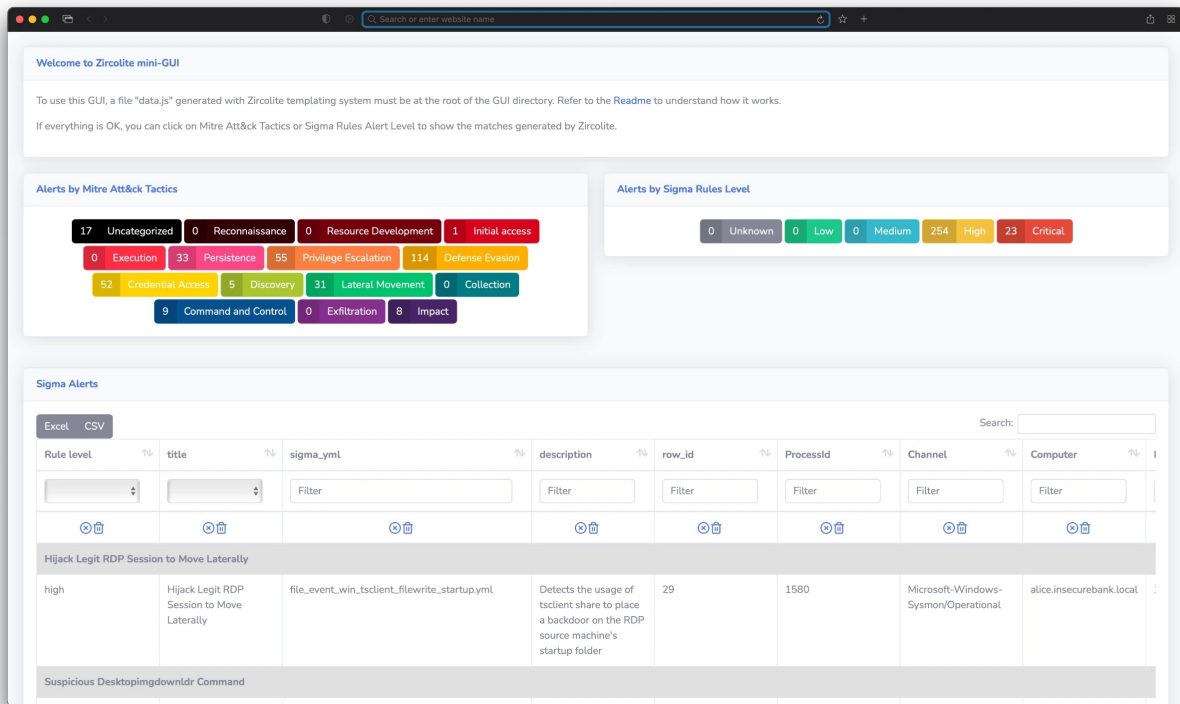 Search or enter website name
Welcome to Zircolite mini-GUI
To use this GUI, a file "data.js" generated with Zircolite templating system must be at the root of the GUI directory. Refer to the Readme to understand how it works.
If everything is OK, you can click on Mitre Att&ck Tactics or Sigma Rules Alert Level to show the matches generated by Zircolite.
Alerts by Mitre Att&ck Tactics
17 Uncategorized 0 Reconnaissance 0 Resource Development 1 Initial access
0 Execution 33 Persistence 55 Privilege Escalation 114 Defense Evasion
52 Credential Access 5 Discovery 31 Lateral Movement 0 Collection
9 Command and Control 0 Exfiltration 8 Impact
Alerts by Sigma Rules Level
0 Unknown 0 Low 0 Medium 254 High 23 Critical
Sigma Alerts
Excel CSV
Search:
Rule level title sigma_yml description row_id ProcessId Channel Computer
Filter Filter Filter Filter Filter Filter
Hijack Legit RDP Session to Move Laterally
high
Hijack Legit RDP
Session to Move
Laterally
file_event_win_tsclient_filewrite_startup.yml
Detects the usage of
tsclient share to place
a backdoor on the RDP
source machine's
startup folder
29
1580
Microsoft-Windows-
Sysmon/Operational
alice.insecurebank.local
Suspicious Desktopimgdownldr Command